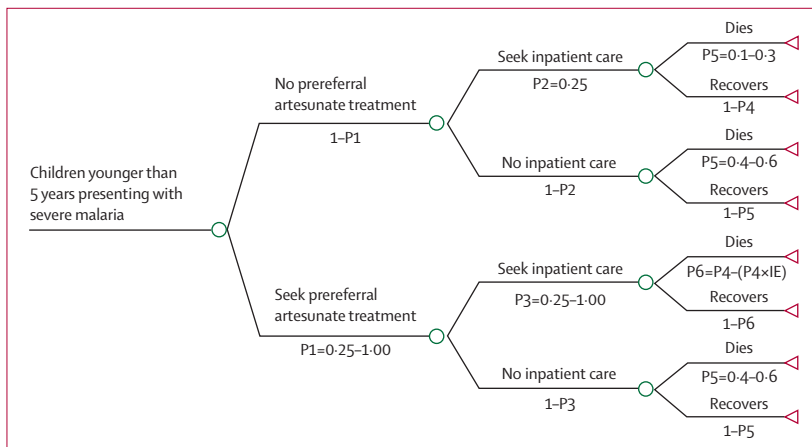 Dies
P5=0·1–0·3
Seek inpatient care
P2=0·25
Recovers
1–P4
No prereferral
artesunate treatment
1–P1
Dies
P5=0·4–0·6
No inpatient care
1–P2
Recovers
1–P5
Children younger than
5 years presenting with
severe malaria
Dies
P6=P4–(P4×IE)
Seek inpatient care
P3=0·25–1·00
Recovers
1–P6
Seek prereferral
artesunate treatment
P1=0·25–1·00
Dies
P5=0·4–0·6
No inpatient care
1–P3
Recovers
1–P5